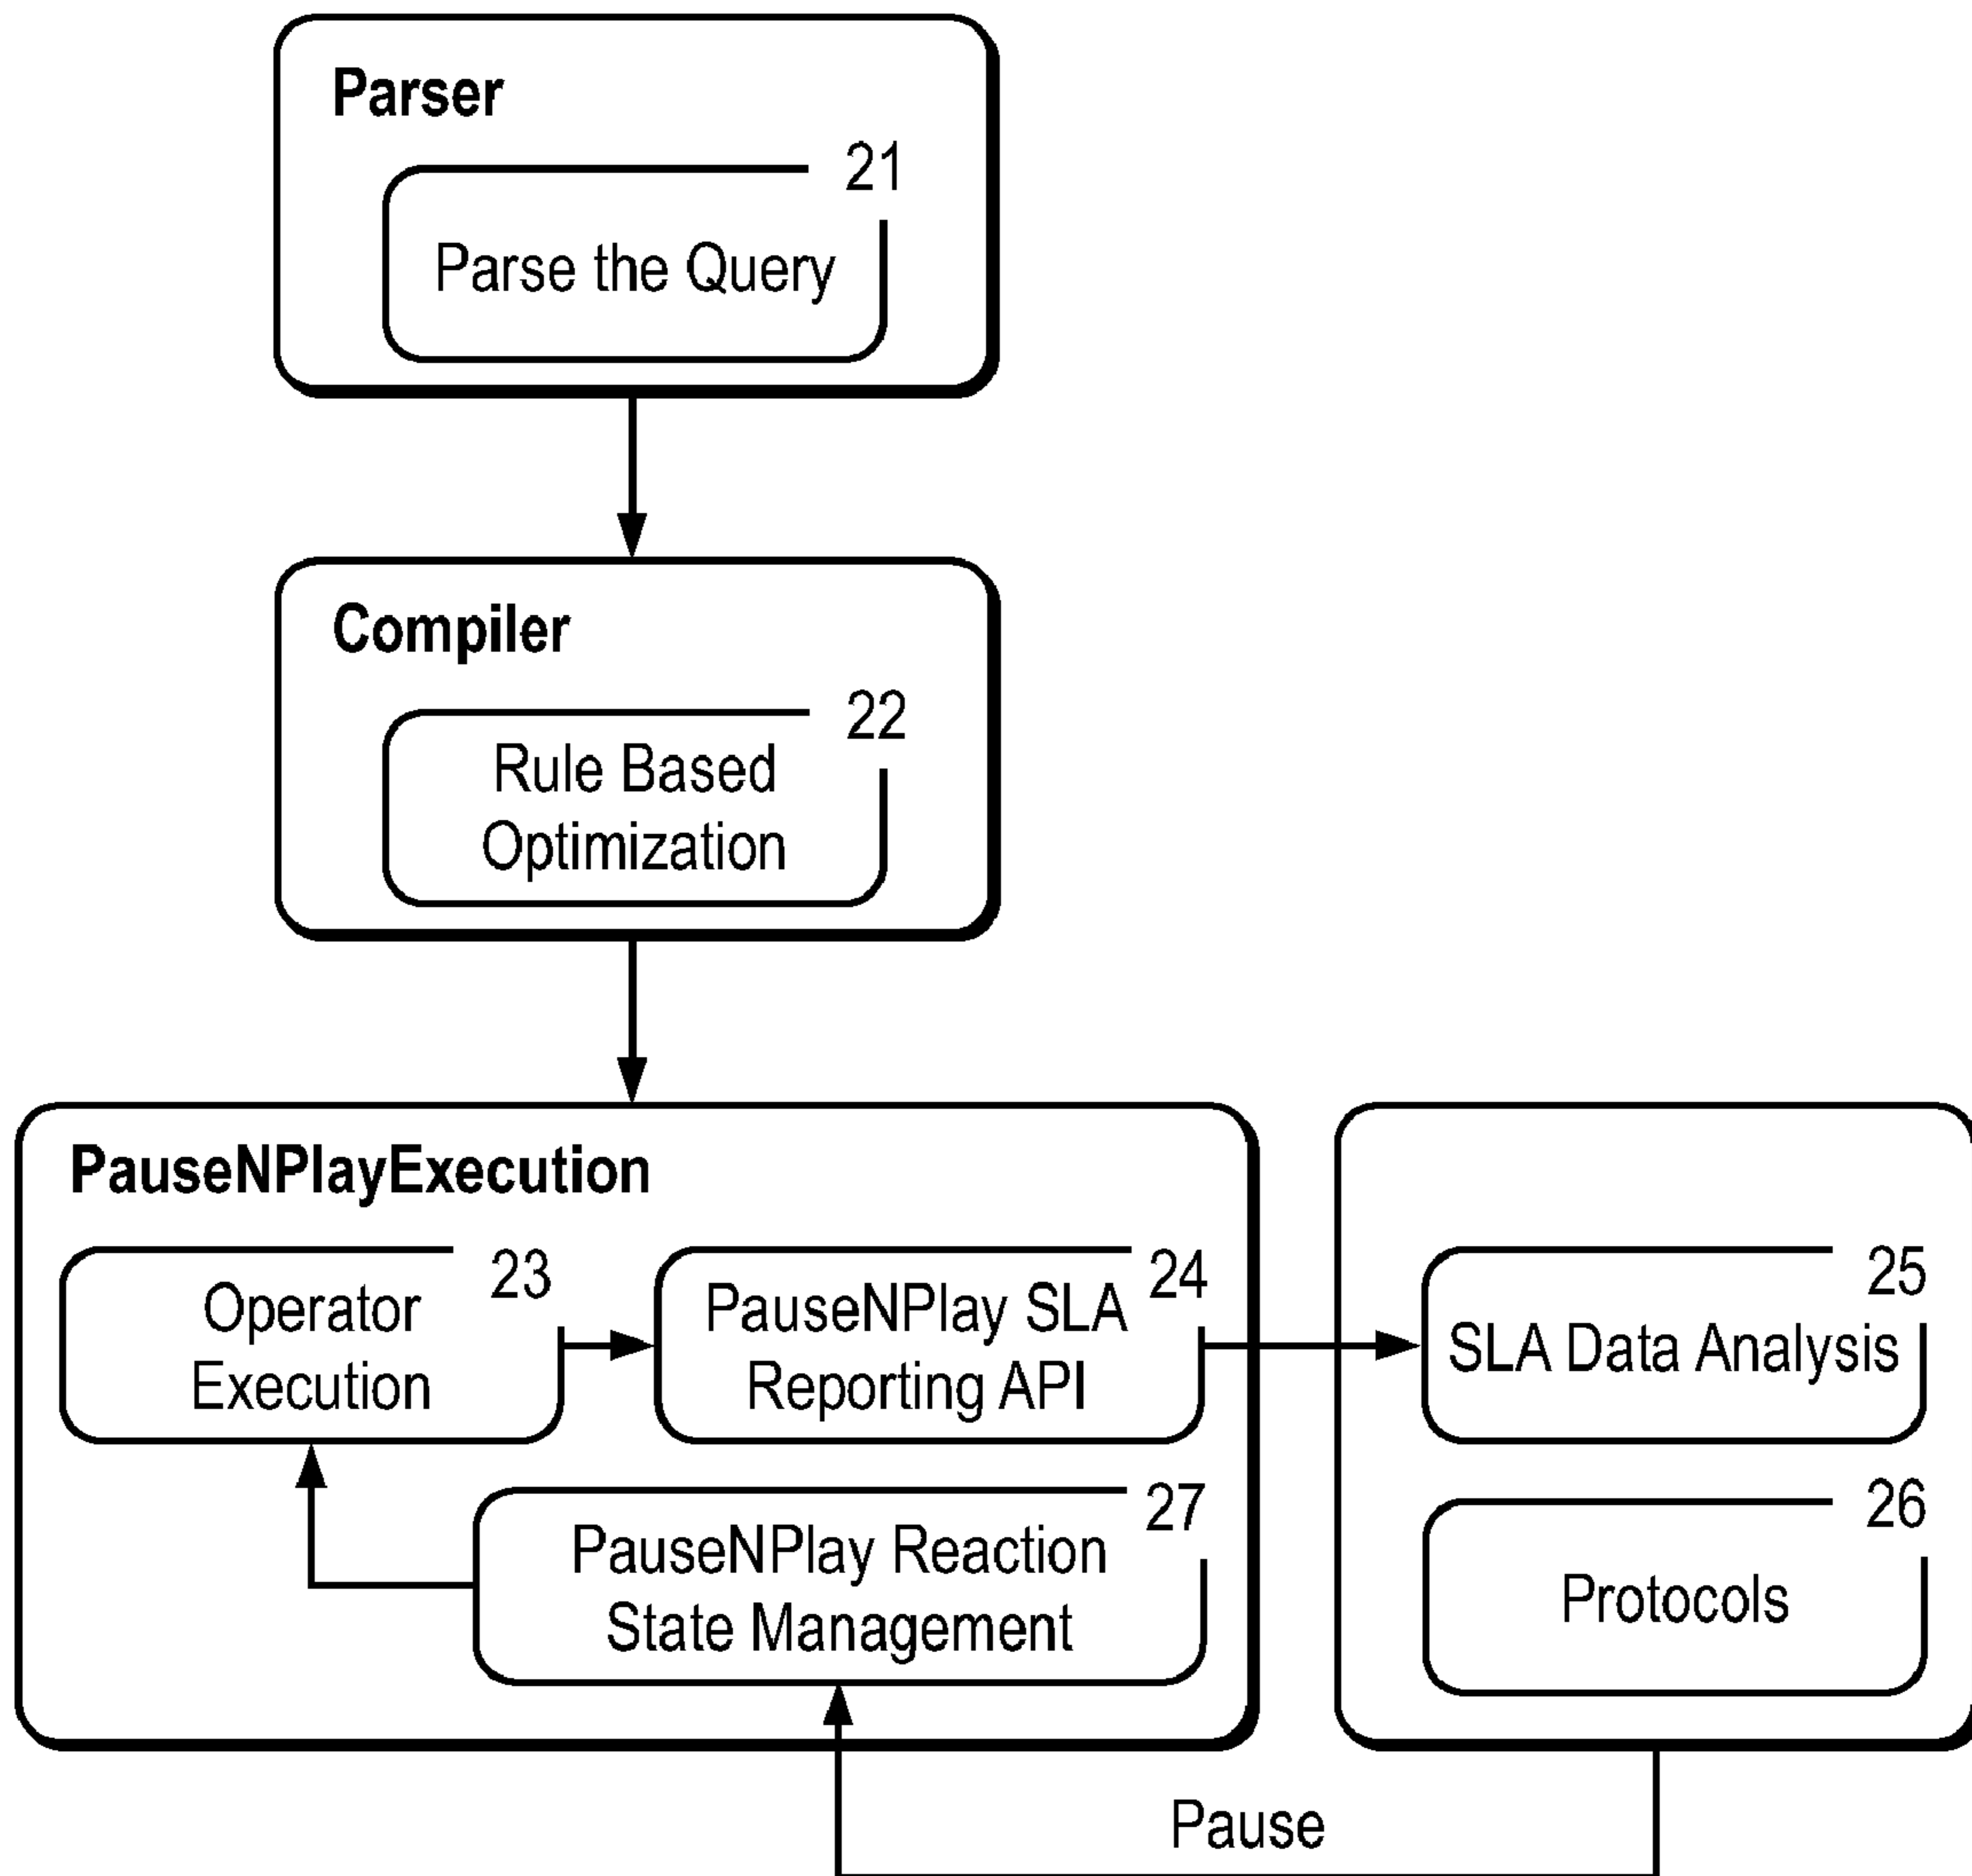 Parser
21
Parse the Query
Compiler
22
Rule Based
Optimization
PauseNPlayExecution
23
Operator
Execution
24
PauseNPlay SLA
Reporting API
25
SLA Data Analysis
27
PauseNPlay Reaction
State Management
26
Protocols
Pause